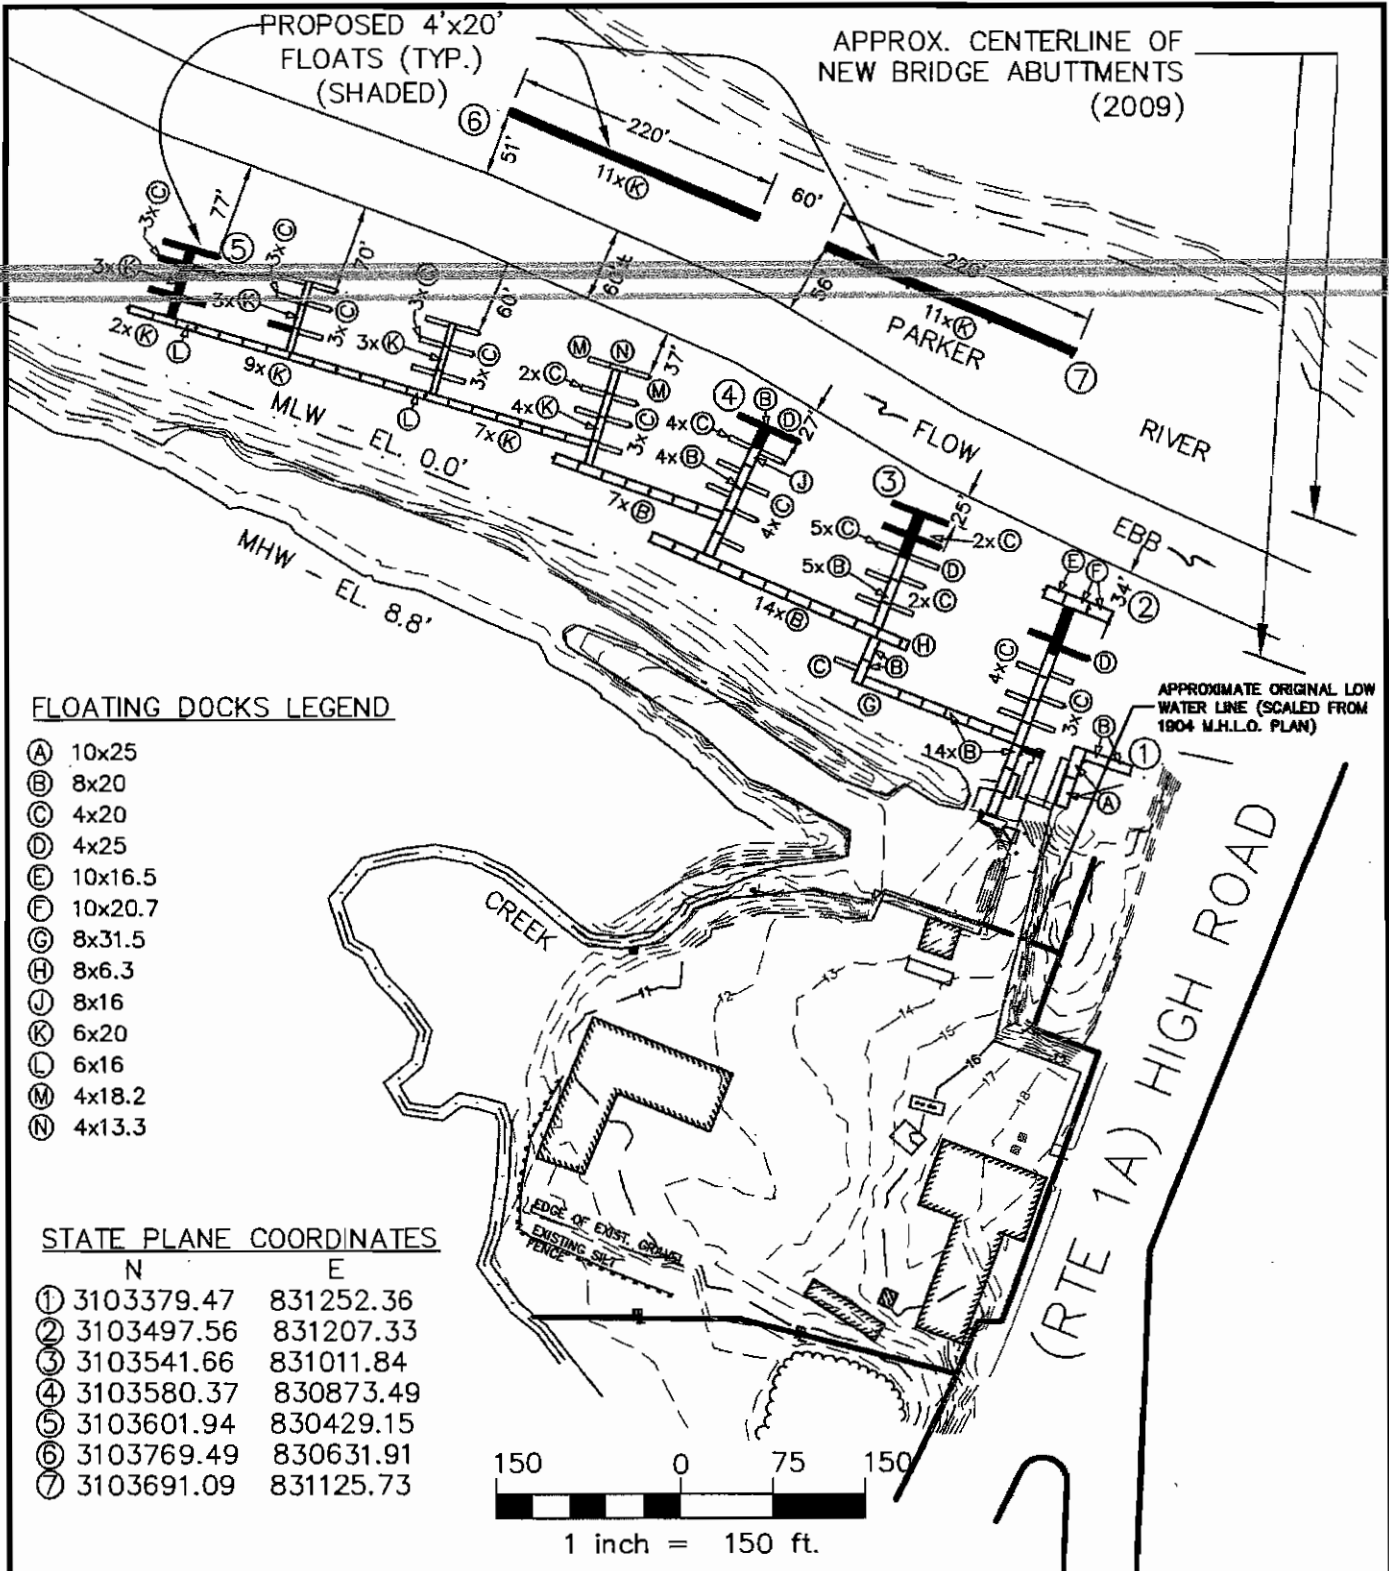 PROPOSED 4'x20'
FLOATS (TYP.)
(SHADED)
APPROX. CENTERLINE OF
NEW BRIDGE ABUTTMENTS
(2009)
6
220'
51'
11xK
60'
3xC
77'
5
3xC
70'
3xK
3xK
3xC
2xK
L
9xK
60'
3xK
C
3xC
L
7xK
60'±
56'
11xK
PARKER
7
RIVER
M
N
2xC
M
37'
4xK
C
3xC
7xB
4
B
D
4xC
27'
4xB
J
C
4xC
FLOW
3
25'
5xC
2xC
D
5xB
2xC
14xB
H
C
B
G
EBB
E
F
34'
2
4xC
D
C
3xC
14xB
B
1
A
MLW - EL. 0.0'
MHW - EL. 8.8'
APPROXIMATE ORIGINAL LOW
WATER LINE (SCALED FROM
1904 M.H.L.O. PLAN)
FLOATING DOCKS LEGEND
A 10x25
B 8x20
C 4x20
D 4x25
E 10x16.5
F 10x20.7
G 8x31.5
H 8x6.3
J 8x16
K 6x20
L 6x16
M 4x18.2
N 4x13.3
CREEK
11
12
13
14
15
16
17
18
EDGE OF EXIST. GRAVEL
EXISTING SILT
FENCE
(RTE 1A) HIGH ROAD
STATE PLANE COORDINATES
N E
1 3103379.47 831252.36
2 3103497.56 831207.33
3 3103541.66 831011.84
4 3103580.37 830873.49
5 3103601.94 830429.15
6 3103769.49 830631.91
7 3103691.09 831125.73
150 0 75 150
1 inch = 150 ft.